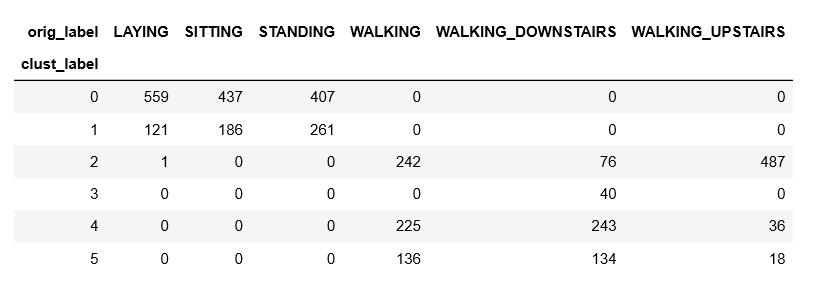 orig_label LAYING SITTING STANDING WALKING WALKING_DOWNSTAIRS WALKING_UPSTAIRS
clust_label
0 559 437 407 0 0 0
1 121 186 261 0 0 0
2 1 0 0 242 76 487
3 0 0 0 0 40 0
4 0 0 0 225 243 36
5 0 0 0 136 134 18